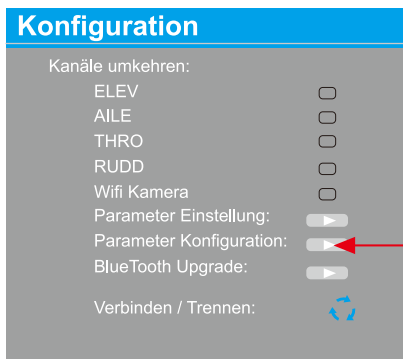 Konfiguration
Kanäle umkehren:
ELEV
AILE
THRO
RUDD
Wifi Kamera
Parameter Einstellung:
Parameter Konfiguration:
BlueTooth Upgrade:
Verbinden / Trennen: